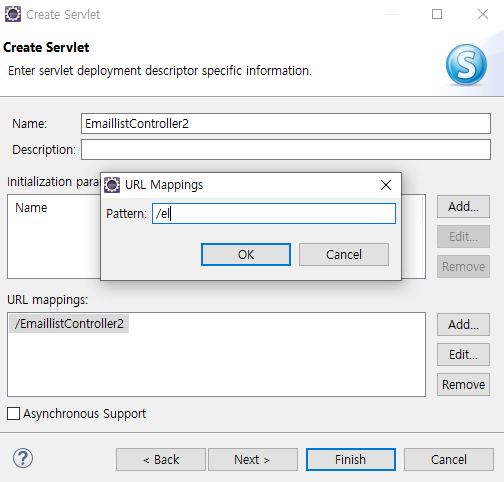 Create Servlet
Create Servlet
Enter servlet deployment descriptor specific information.
S
Name: EmaillistController2
Description:
Initialization para
Name
Add...
Edit...
Remove
URL Mappings
Pattern: /el
OK Cancel
URL mappings:
/EmaillistController2
Add...
Edit...
Remove
Asynchronous Support
? < Back Next > Finish Cancel